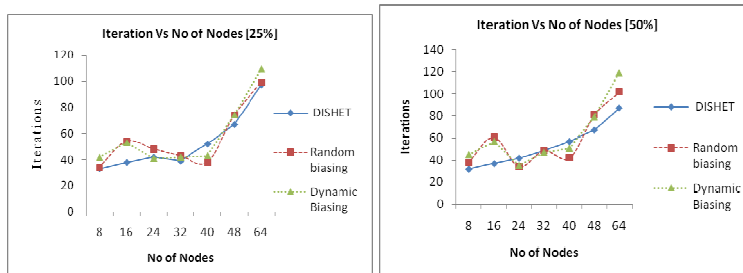 Iteration Vs No of Nodes [25%]
120
100
80
60
40
20
0
Iterations
8 16 24 32 40 48 64
No of Nodes
DISHET
Random
biasing
Dynamic
Biasing
Iteration Vs No of Nodes [50%]
140
120
100
80
60
40
20
0
Iterations
8 16 24 32 40 48 64
No of Nodes
DISHET
Random
biasing
Dynamic
Biasing